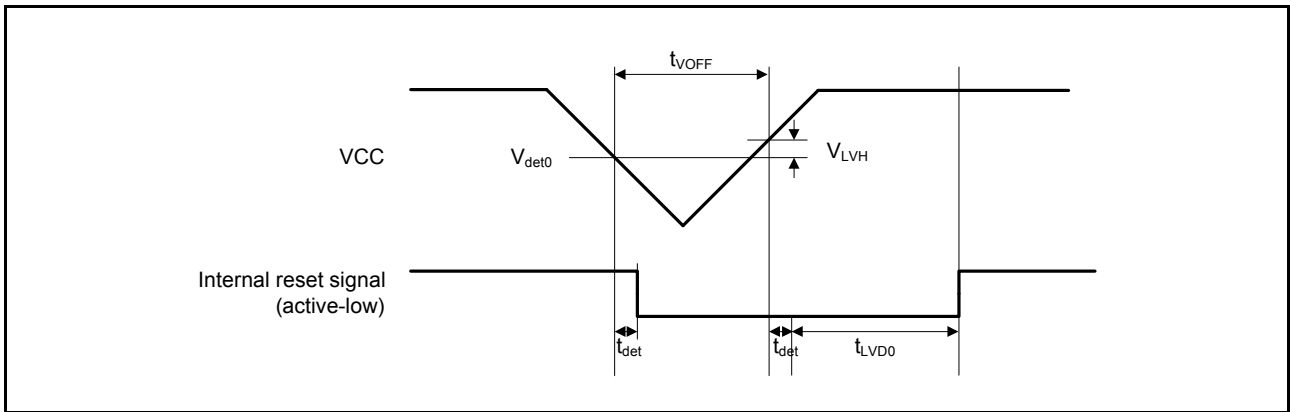 tVOFF
VCC
Vdet0
VLVH
Internal reset signal
(active-low)
tdet
tdet
tLVD0